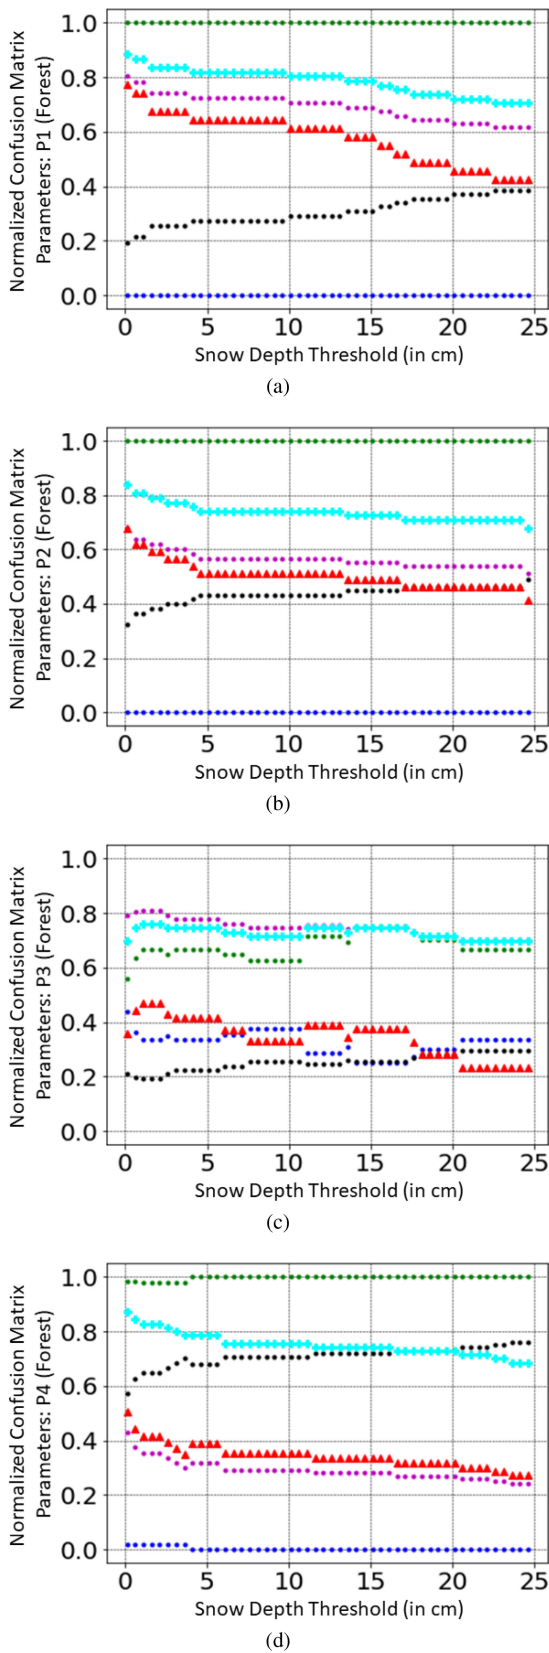 Normalized Confusion Matrix
Parameters: P1 (Forest)
1.0
0.8
0.6
0.4
0.2
0.0
0 5 10 15 20 25
Snow Depth Threshold (in cm)
(a)
Normalized Confusion Matrix
Parameters: P2 (Forest)
1.0
0.8
0.6
0.4
0.2
0.0
0 5 10 15 20 25
Snow Depth Threshold (in cm)
(b)
Normalized Confusion Matrix
Parameters: P3 (Forest)
1.0
0.8
0.6
0.4
0.2
0.0
0 5 10 15 20 25
Snow Depth Threshold (in cm)
(c)
Normalized Confusion Matrix
Parameters: P4 (Forest)
1.0
0.8
0.6
0.4
0.2
0.0
0 5 10 15 20 25
Snow Depth Threshold (in cm)
(d)